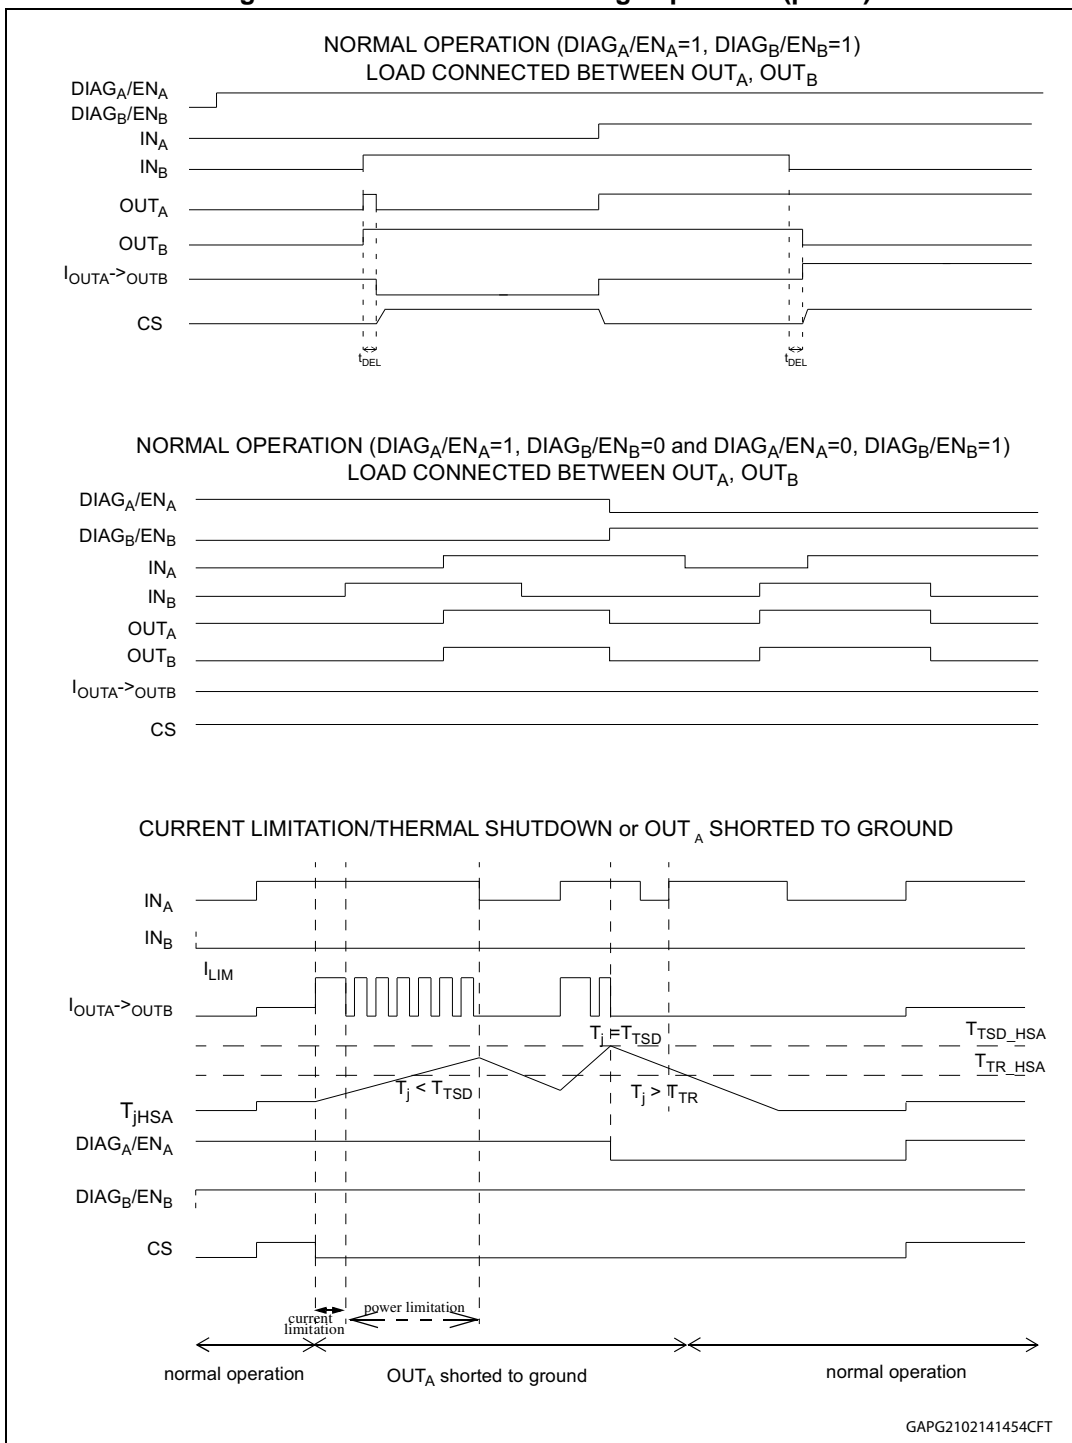 NORMAL OPERATION (DIAGA/ENA=1, DIAGB/ENB=1)
LOAD CONNECTED BETWEEN OUTA, OUTB
DIAGA/ENA
DIAGB/ENB
INA
INB
OUTA
OUTB
IOUTA->OUTB
CS
tDEL tDEL
NORMAL OPERATION (DIAGA/ENA=1, DIAGB/ENB=0 and DIAGA/ENA=0, DIAGB/ENB=1)
LOAD CONNECTED BETWEEN OUTA, OUTB
DIAGA/ENA
DIAGB/ENB
INA
INB
OUTA
OUTB
IOUTA->OUTB
CS
CURRENT LIMITATION/THERMAL SHUTDOWN or OUT A SHORTED TO GROUND
INA
INB
ILIM
IOUTA->OUTB
Tj =TTSD TTSD_HSA
TTR_HSA
Tj < TTSD Tj > TTR
TjHSA
DIAGA/ENA
DIAGB/ENB
CS
current limitation
power limitation
normal operation OUTA shorted to ground normal operation
GAPG2102141454CFT